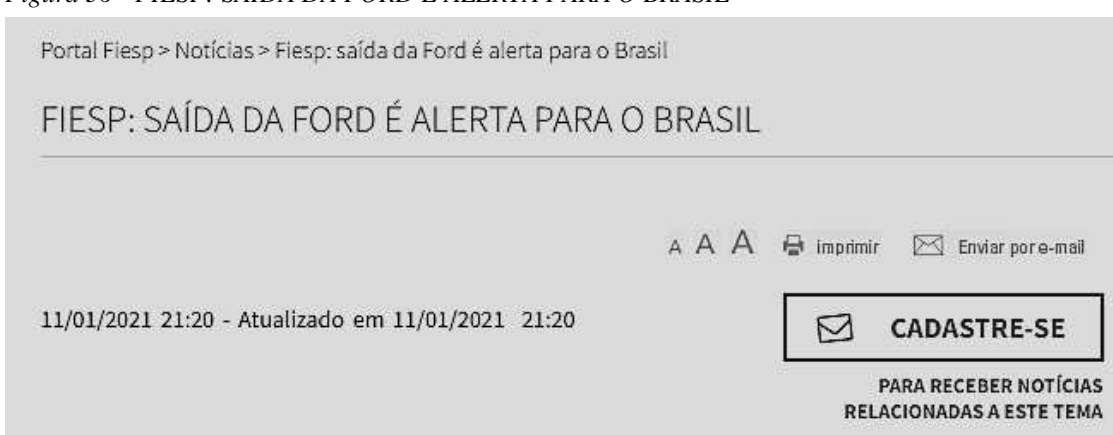 Portal Fiesp > Notícias > Fiesp: saída da Ford é alerta para o Brasil
FIESP: SAÍDA DA FORD É ALERTA PARA O BRASIL
A A A imprimir Enviar por e-mail
11/01/2021 21:20 - Atualizado em 11/01/2021 21:20
CADASTRE-SE
PARA RECEBER NOTÍCIAS
RELACIONADAS A ESTE TEMA